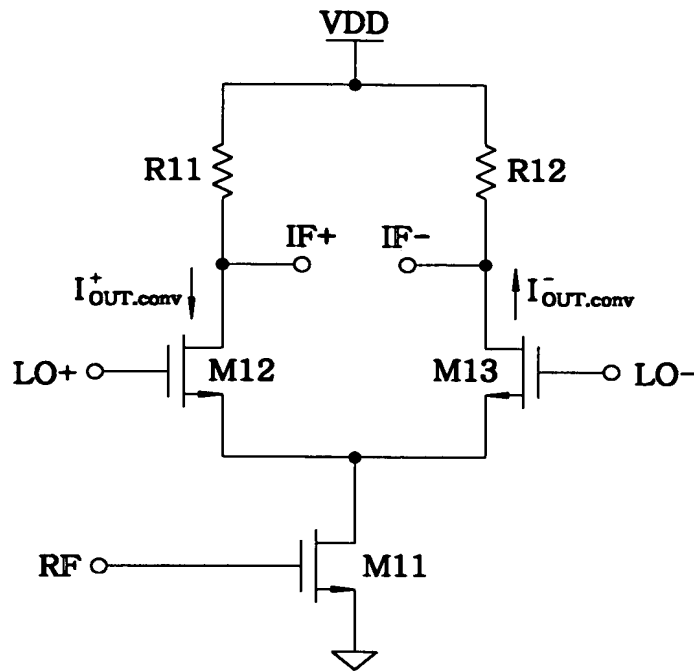 VDD
R11
R12
IF+
IF−
I⁺OUT.conv
I⁻OUT.conv
LO+
M12
M13
LO−
RF
M11